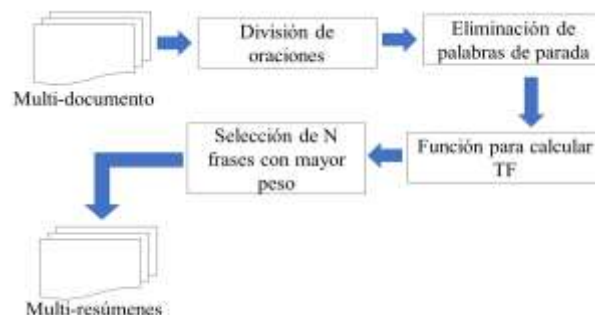 Multi-documento
División de
oraciones
Eliminación de
palabras de parada
Función para calcular
TF
Selección de N
frases con mayor
peso
Multi-resúmenes